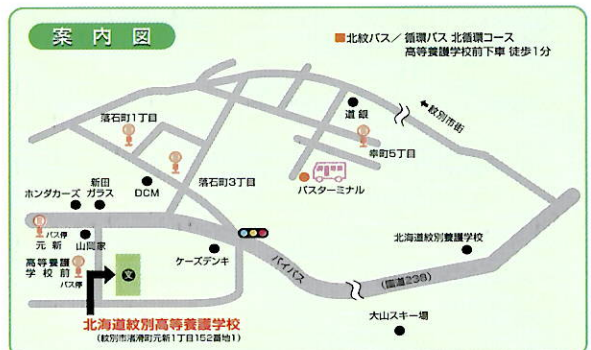 案内図
■北紋バス／循環バス 北循環コース
高等養護学校前下車 徒歩1分
道銀
紋別市街
落石町1丁目
幸町5丁目
新田
ガラス
DCM
落石町3丁目
バスターミナル
ホンダカーズ
バス停
元新
山岡家
北海道紋別養護学校
高等養護
学校前
バス停
ケーズデンキ
バイパス
(国道238)
文
大山スキー場
北海道紋別高等養護学校
(紋別市渚滑町元新1丁目152番地1)